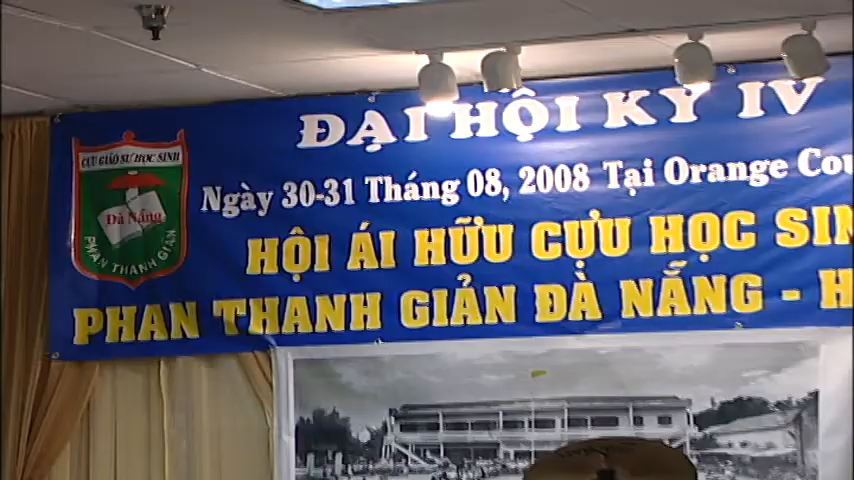 ĐẠI HỘI KỲ IV
Ngày 30-31 Tháng 08, 2008 Tại Orange Cou
HỘI ÁI HỮU CỰU HỌC SIN
PHAN THANH GIẢN ĐÀ NẴNG - H
CỰU GIÁO SƯ HỌC SINH
Đà Nẵng
PHAN THANH GIẢN